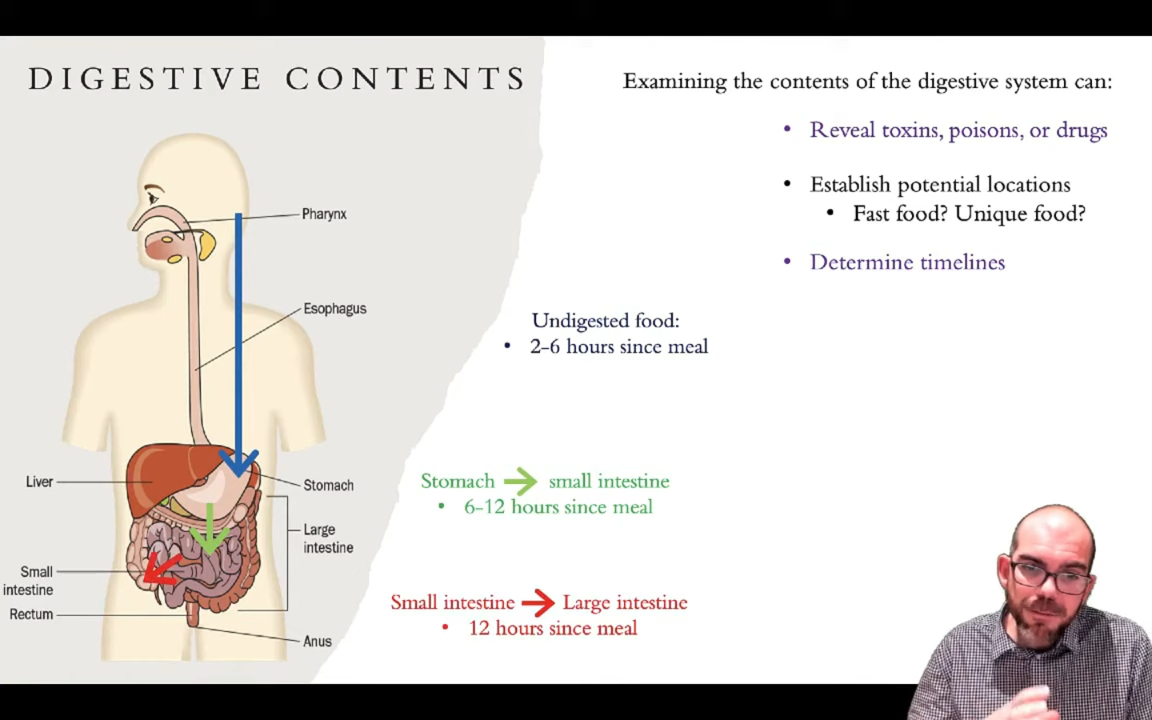 DIGESTIVE CONTENTS
Examining the contents of the digestive system can:
• Reveal toxins, poisons, or drugs
• Establish potential locations
• Fast food? Unique food?
• Determine timelines
Pharynx
Esophagus
Undigested food:
• 2-6 hours since meal
Liver
Stomach
Large
intestine
Small
intestine
Rectum
Anus
Stomach → small intestine
• 6-12 hours since meal
Small intestine → Large intestine
• 12 hours since meal